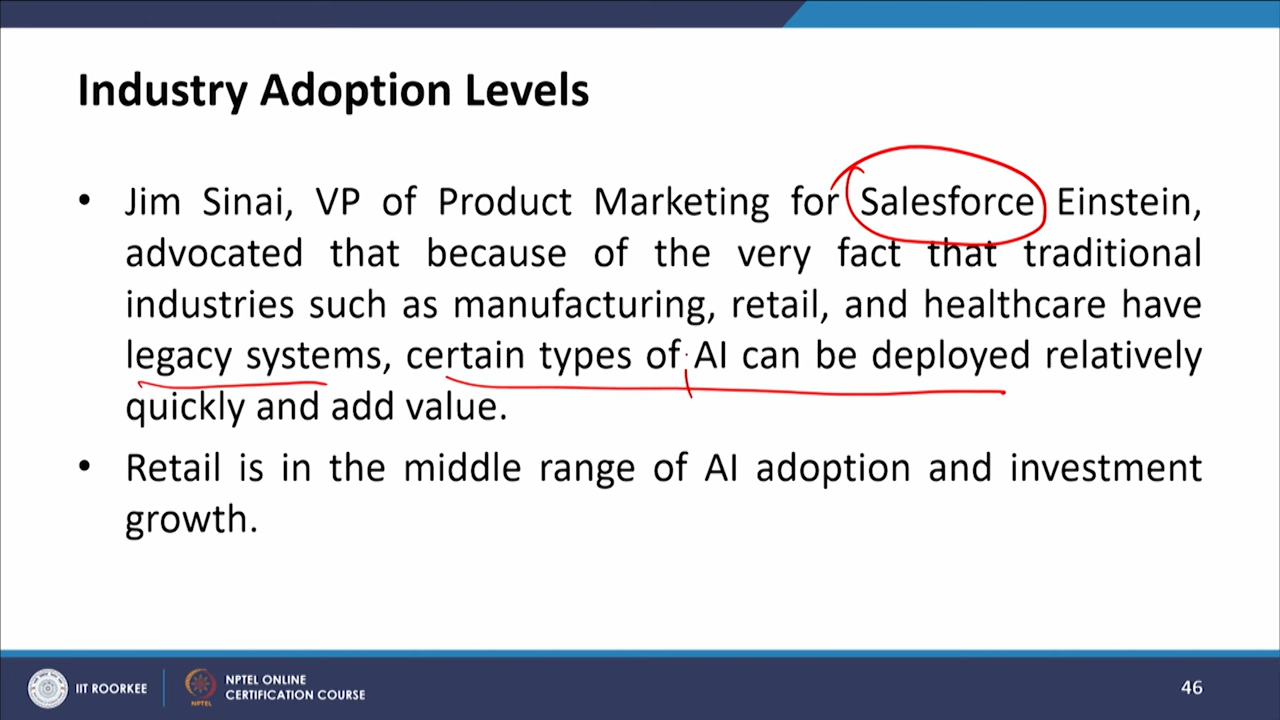 Industry Adoption Levels
• Jim Sinai, VP of Product Marketing for Salesforce Einstein,
advocated that because of the very fact that traditional
industries such as manufacturing, retail, and healthcare have
legacy systems, certain types of AI can be deployed relatively
quickly and add value.
• Retail is in the middle range of AI adoption and investment
growth.
IIT ROORKEE
NPTEL
NPTEL ONLINE
CERTIFICATION COURSE
46